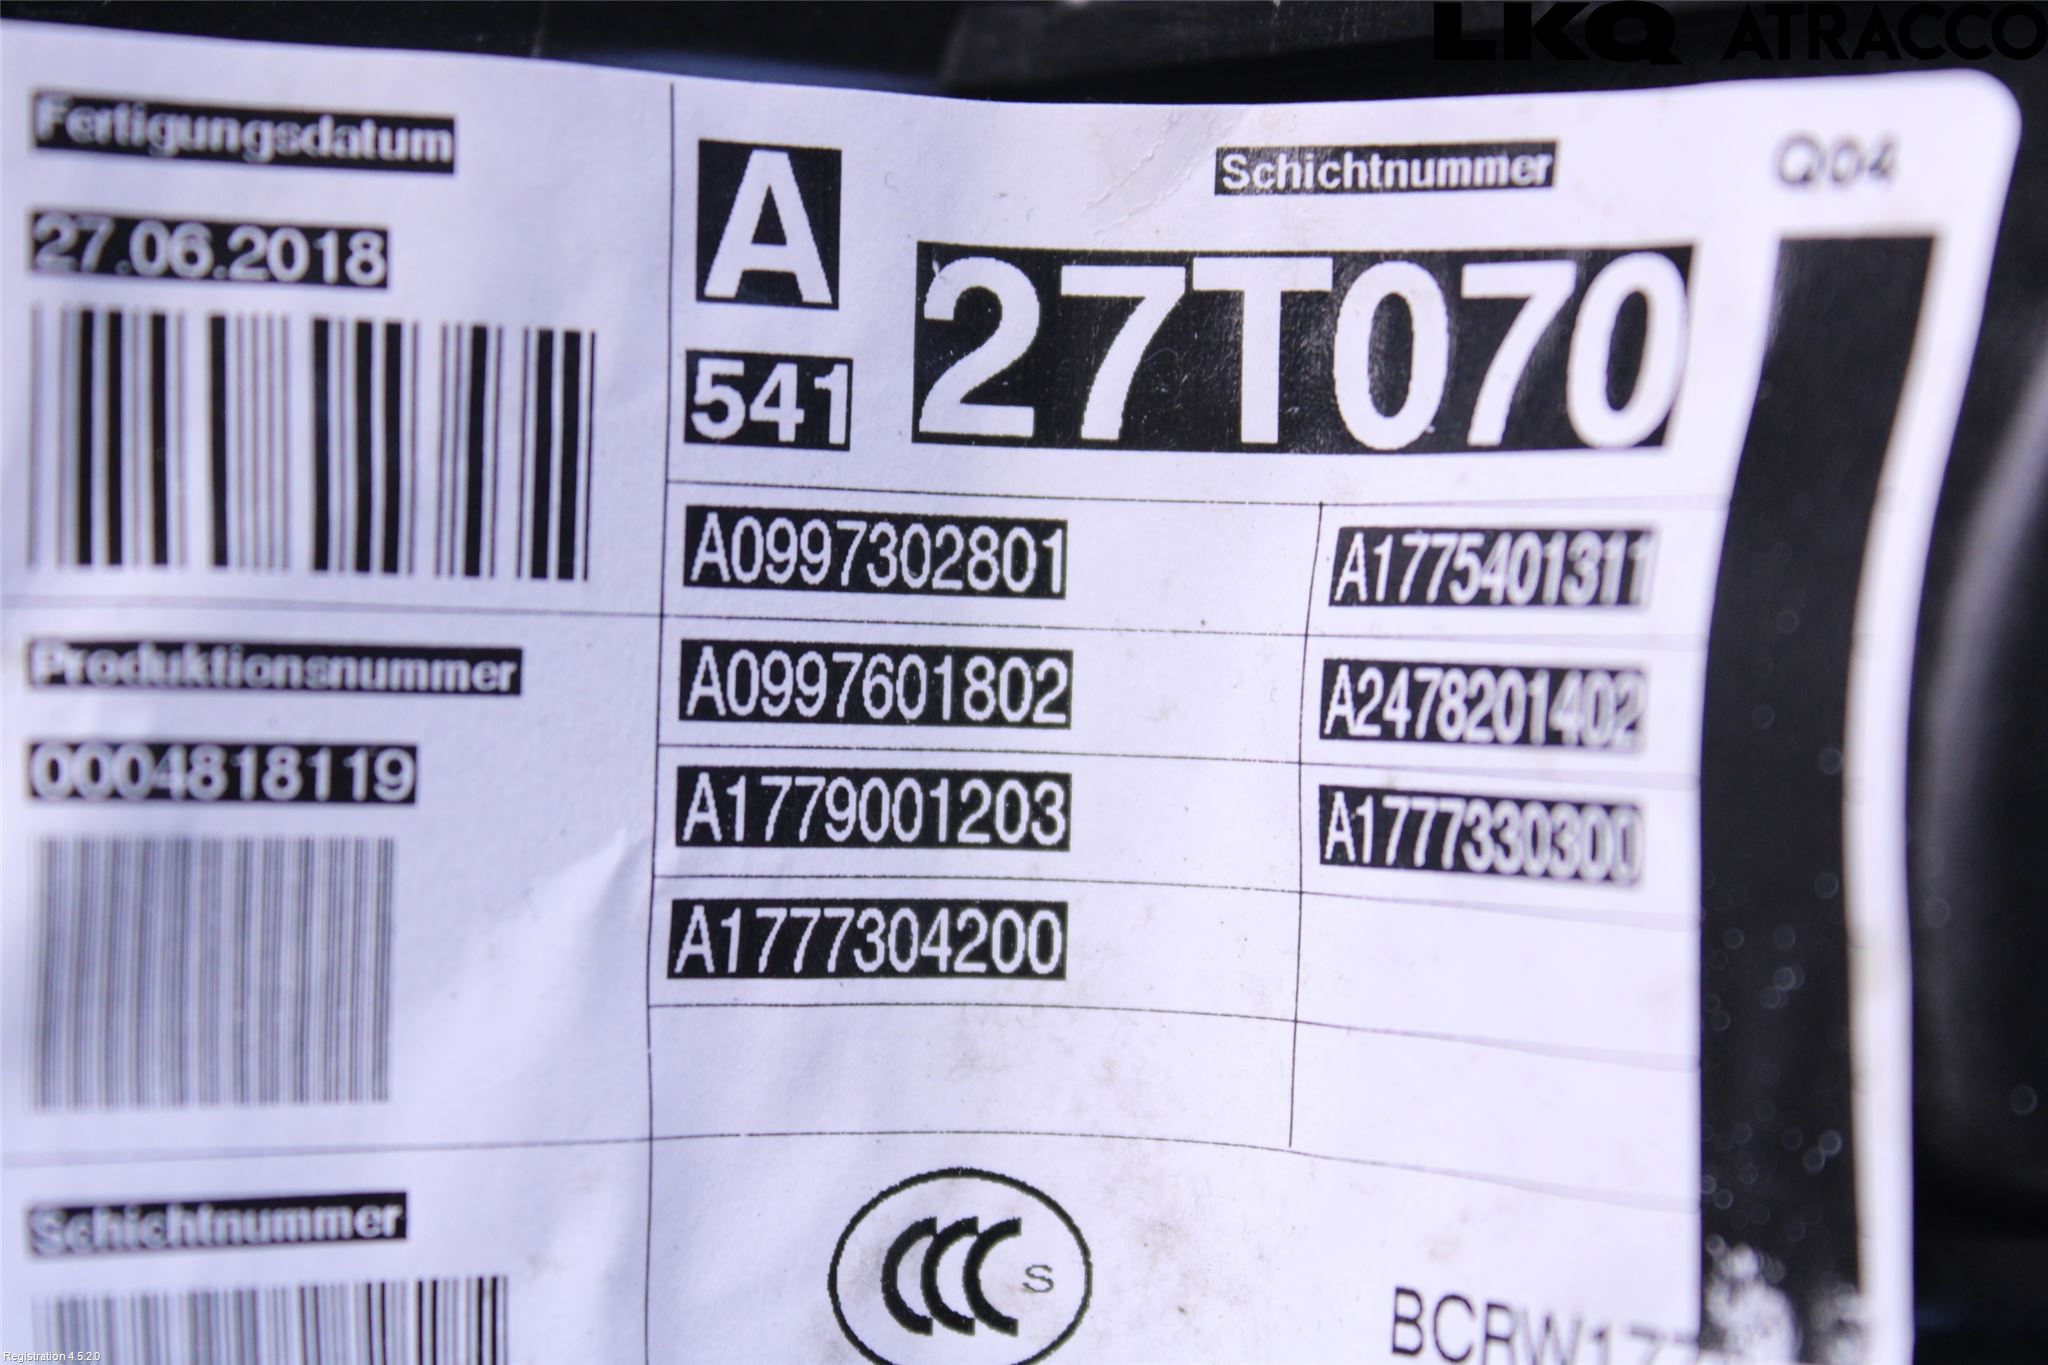 LKQ ATRACCO
Fertigungsdatum
27.06.2018
A
541
Schichtnummer
Q04
27T070
A0997302801
A1775401311
A0997601802
A2478201402
A1779001203
A1777330300
A1777304200
Produktionsnummer
0004818119
Schichtnummer
CCC S
Registration 4.5.2.0